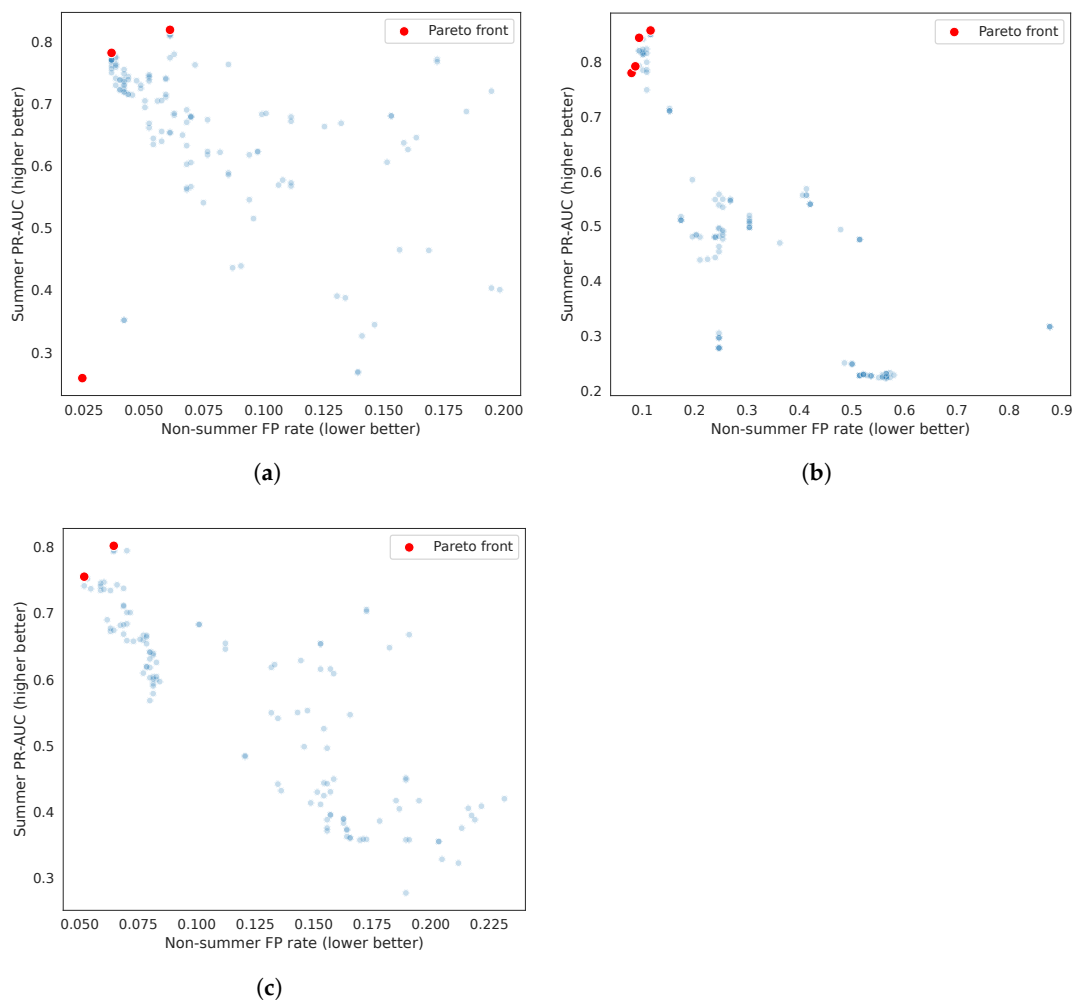 Pareto front
Summer PR-AUC (higher better)
0.8
0.7
0.6
0.5
0.4
0.3
0.025 0.050 0.075 0.100 0.125 0.150 0.175 0.200
Non-summer FP rate (lower better)
(a)
Pareto front
Summer PR-AUC (higher better)
0.8
0.7
0.6
0.5
0.4
0.3
0.2
0.1 0.2 0.3 0.4 0.5 0.6 0.7 0.8 0.9
Non-summer FP rate (lower better)
(b)
Pareto front
Summer PR-AUC (higher better)
0.8
0.7
0.6
0.5
0.4
0.3
0.050 0.075 0.100 0.125 0.150 0.175 0.200 0.225
Non-summer FP rate (lower better)
(c)